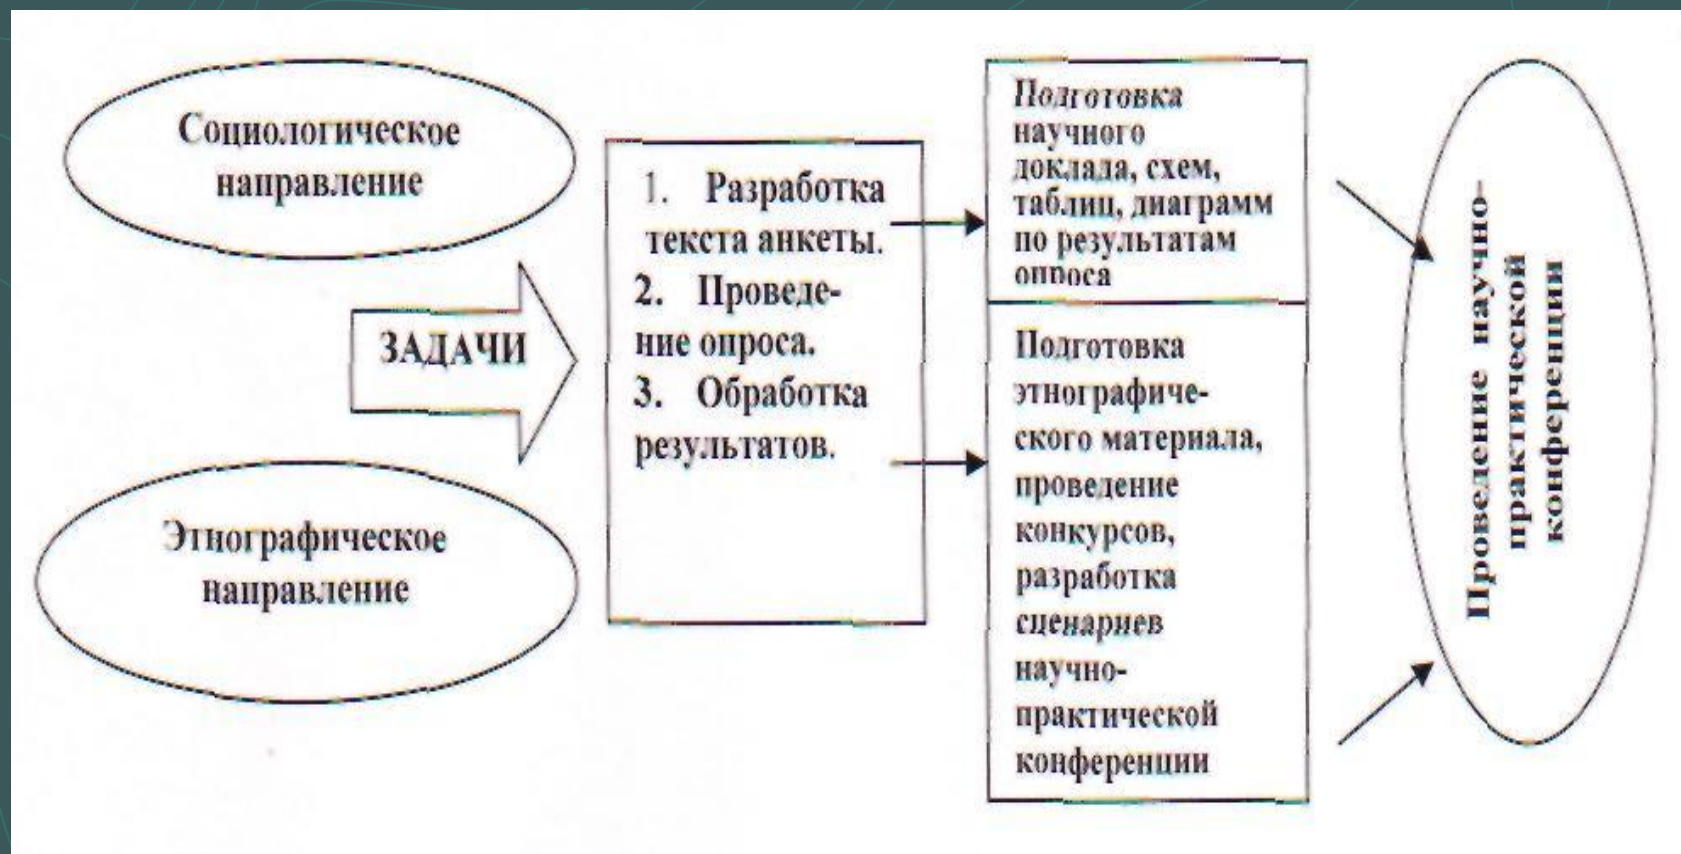 Социологическое
направление
ЗАДАЧИ
Этнографическое
направление
1. Разработка
текста анкеты.
2. Проведе-
ние опроса.
3. Обработка
результатов.
Подготовка
научного
доклада, схем,
таблиц, диаграмм
по результатам
опроса
Подготовка
этнографиче-
ского материала,
проведение
конкурсов,
разработка
сценариев
научно-
практической
конференции
Проведение научно-
практической
конференции